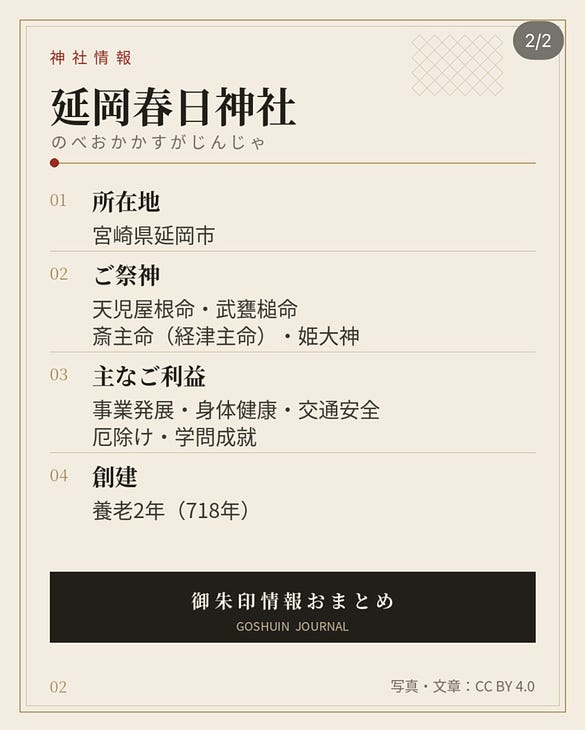 2/2
神社情報
延岡春日神社
のべおかかすがじんじゃ
01 所在地
宮崎県延岡市
02 ご祭神
天児屋根命・武甕槌命
斎主命（経津主命）・姫大神
03 主なご利益
事業発展・身体健康・交通安全
厄除け・学問成就
04 創建
養老2年（718年）
御朱印情報おまとめ
GOSHUIN JOURNAL
02
写真・文章：CC BY 4.0